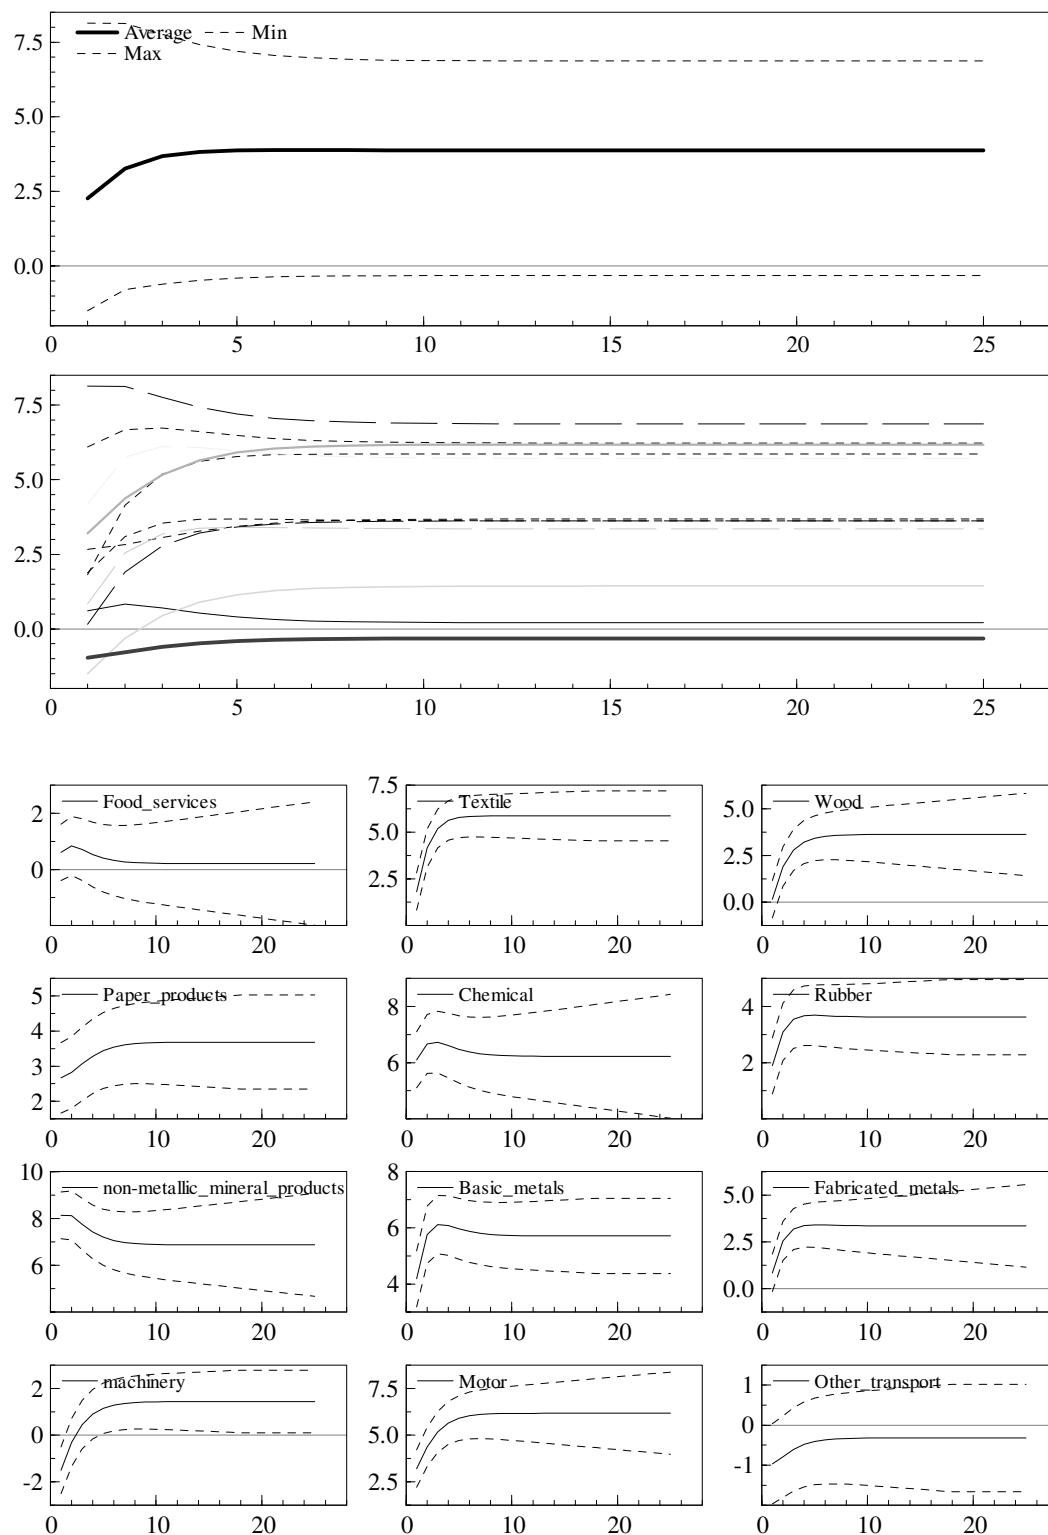 7.5
Average
Min
Max
5.0
2.5
0.0
0 5 10 15 20 25
7.5
5.0
2.5
0.0
0 5 10 15 20 25
2
0
Food_services
0 10 20
7.5
5.0
2.5
Textile
0 10 20
5.0
2.5
0.0
Wood
0 10 20
5
4
3
2
Paper_products
0 10 20
8
6
Chemical
0 10 20
4
2
Rubber
0 10 20
10
8
6
non-metallic_mineral_products
0 10 20
8
6
4
Basic_metals
0 10 20
5.0
2.5
0.0
Fabricated_metals
0 10 20
2
0
-2
machinery
0 10 20
7.5
5.0
2.5
Motor
0 10 20
1
0
-1
Other_transport
0 10 20